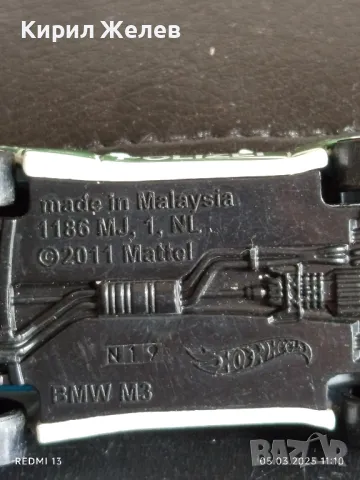 Кирил Желев
made in Malaysia
1186 MJ, 1, NL.
©2011 Mattel
N19
Hot Wheels
BMW M3
REDMI 13
05.03.2025 11:10
BAZAR